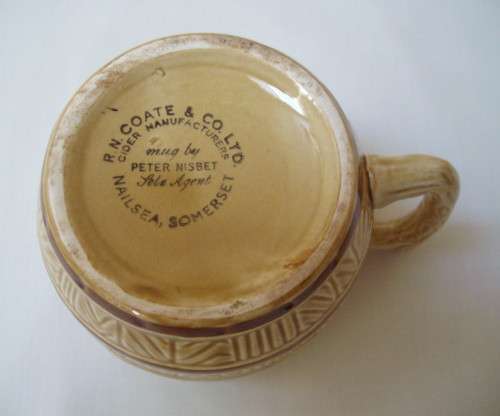 R.N. COATE & CO. LTD.
CIDER MANUFACTURERS
mug by
PETER NISBET
Sole Agent
NAILSEA, SOMERSET